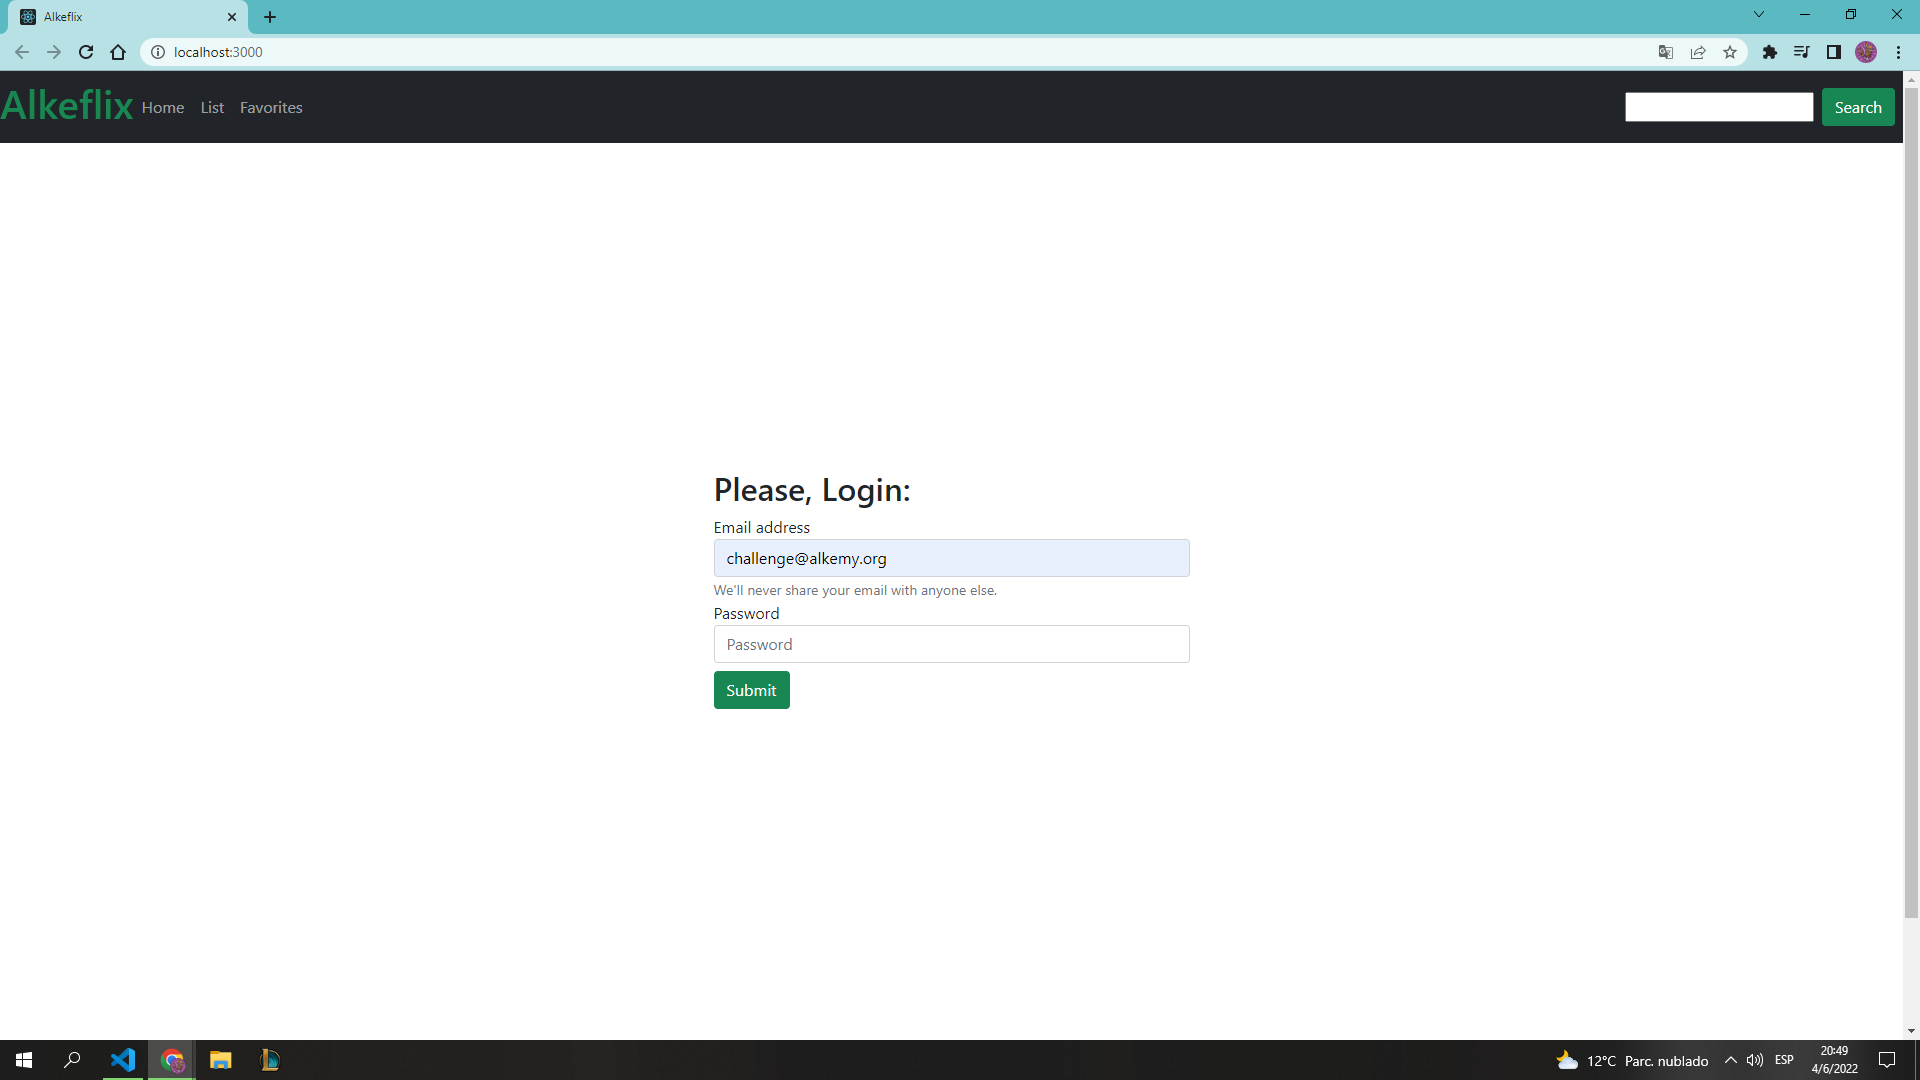 Alkeflix
localhost:3000
Alkeflix Home List Favorites Search
Please, Login:
Email address
challenge@alkemy.org
We'll never share your email with anyone else.
Password
Password
Submit
12°C Parc. nublado ESP 20:49
4/6/2022